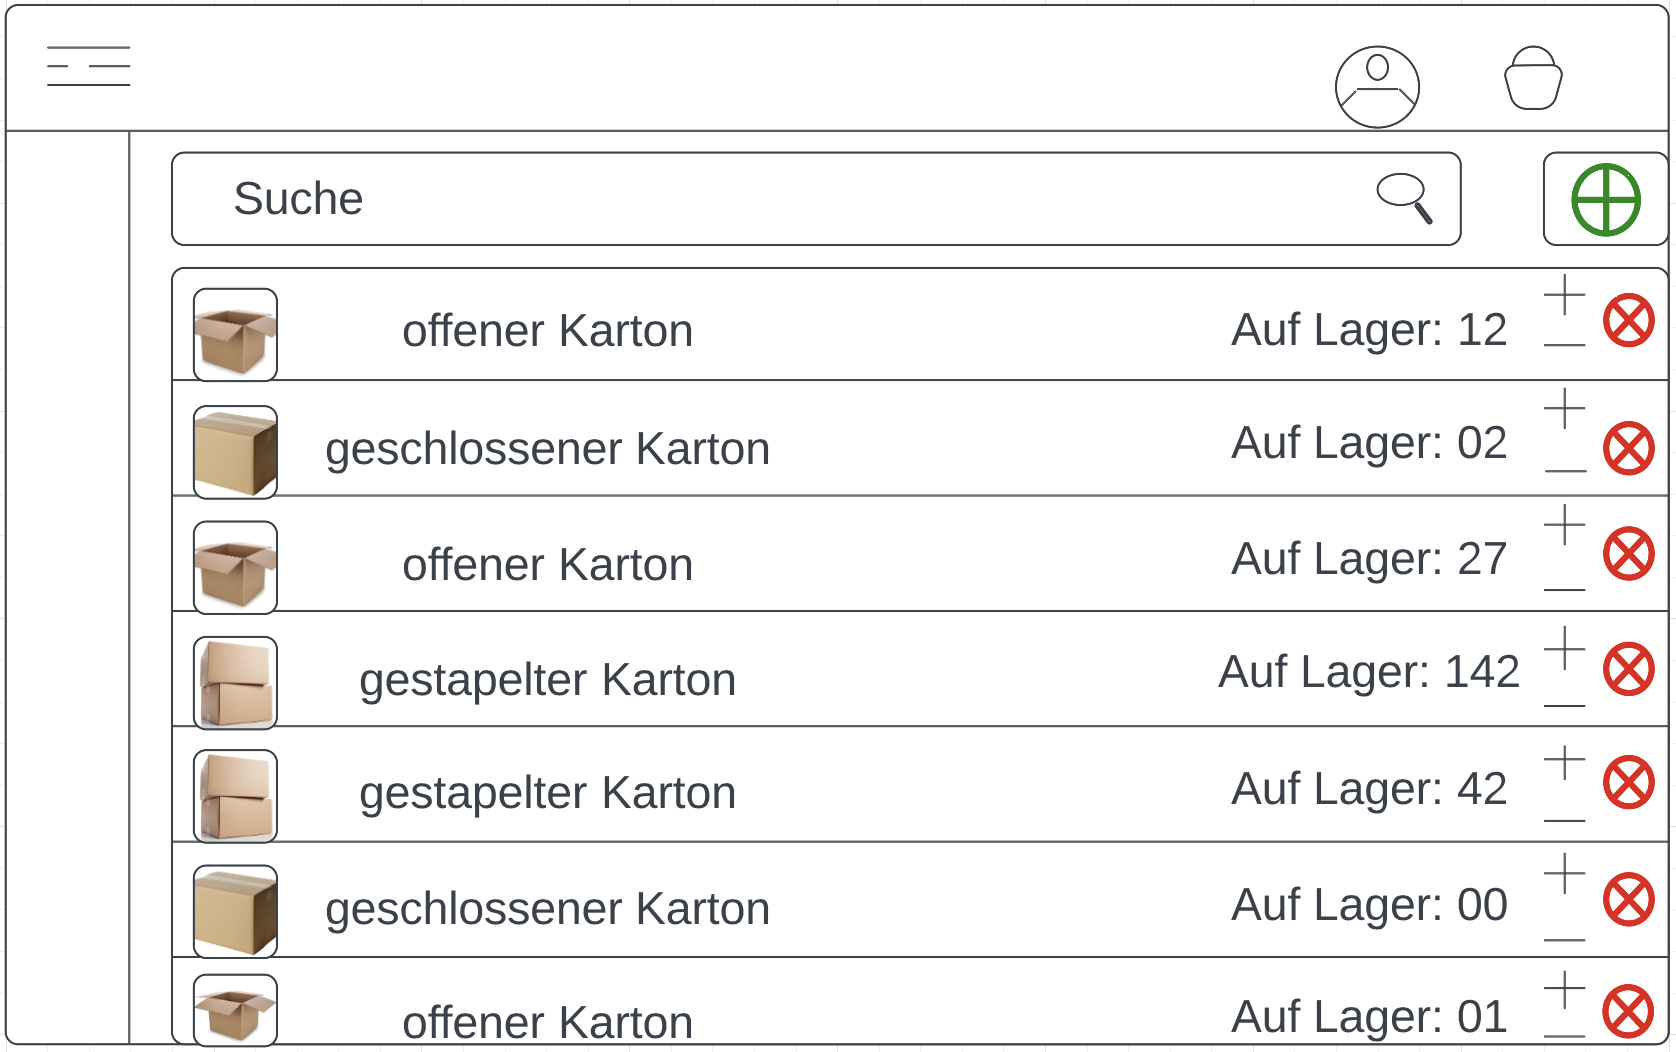 Suche
offener Karton Auf Lager: 12
geschlossener Karton Auf Lager: 02
offener Karton Auf Lager: 27
gestapelter Karton Auf Lager: 142
gestapelter Karton Auf Lager: 42
geschlossener Karton Auf Lager: 00
offener Karton Auf Lager: 01